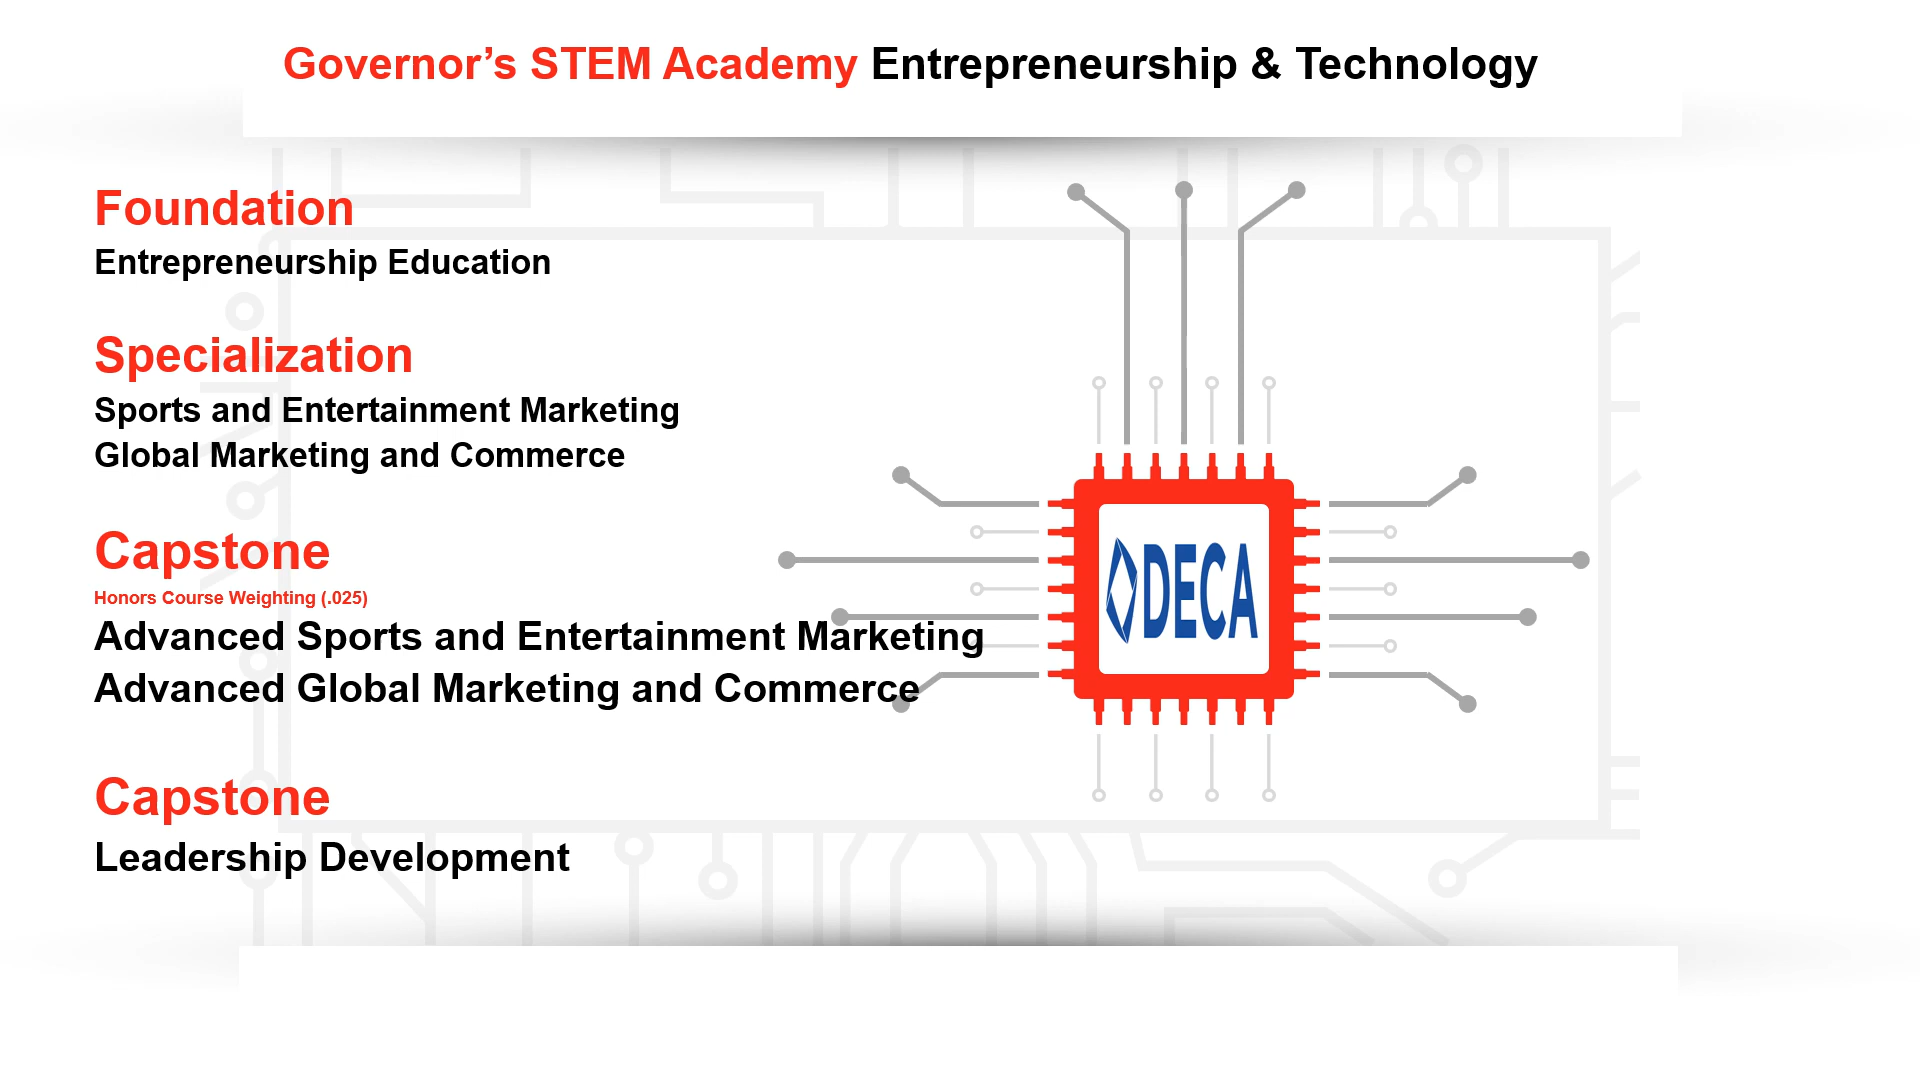 Governor’s STEM Academy Entrepreneurship & Technology
Foundation
Entrepreneurship Education
Specialization
Sports and Entertainment Marketing
Global Marketing and Commerce
Capstone
Honors Course Weighting (.025)
Advanced Sports and Entertainment Marketing
Advanced Global Marketing and Commerce
Capstone
Leadership Development
DECA